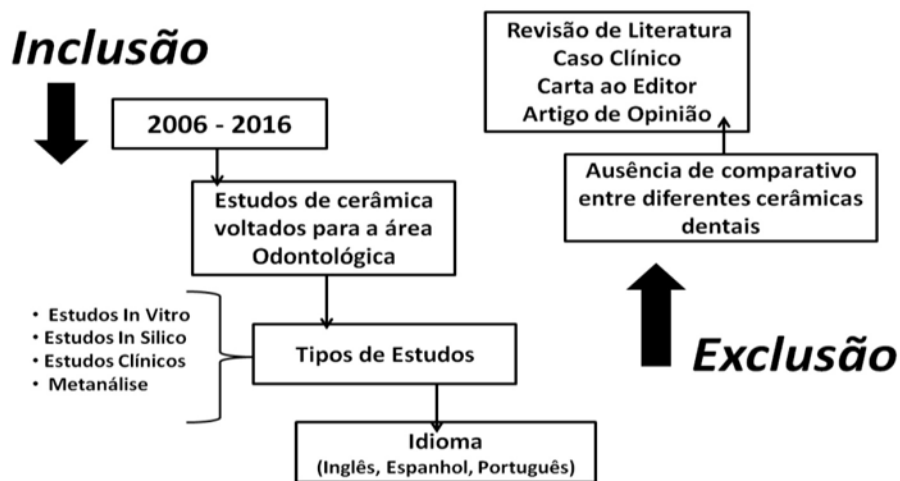 Inclusão
2006 - 2016
Estudos de cerâmica
voltados para a área
Odontológica
• Estudos In Vitro
• Estudos In Silico
• Estudos Clínicos
• Metanálise
Tipos de Estudos
Idioma
(Inglês, Espanhol, Português)
Revisão de Literatura
Caso Clínico
Carta ao Editor
Artigo de Opinião
Ausência de comparativo
entre diferentes cerâmicas
dentais
Exclusão